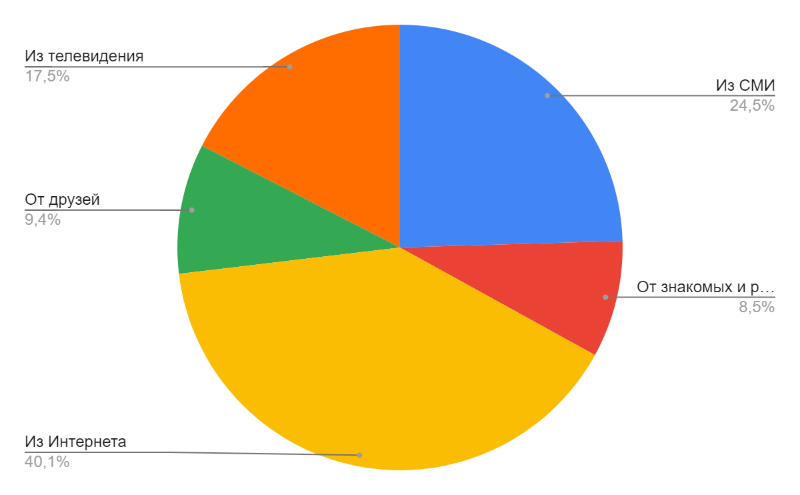 Из телевидения
17,5%
Из СМИ
24,5%
От друзей
9,4%
От знакомых и р…
8,5%
Из Интернета
40,1%